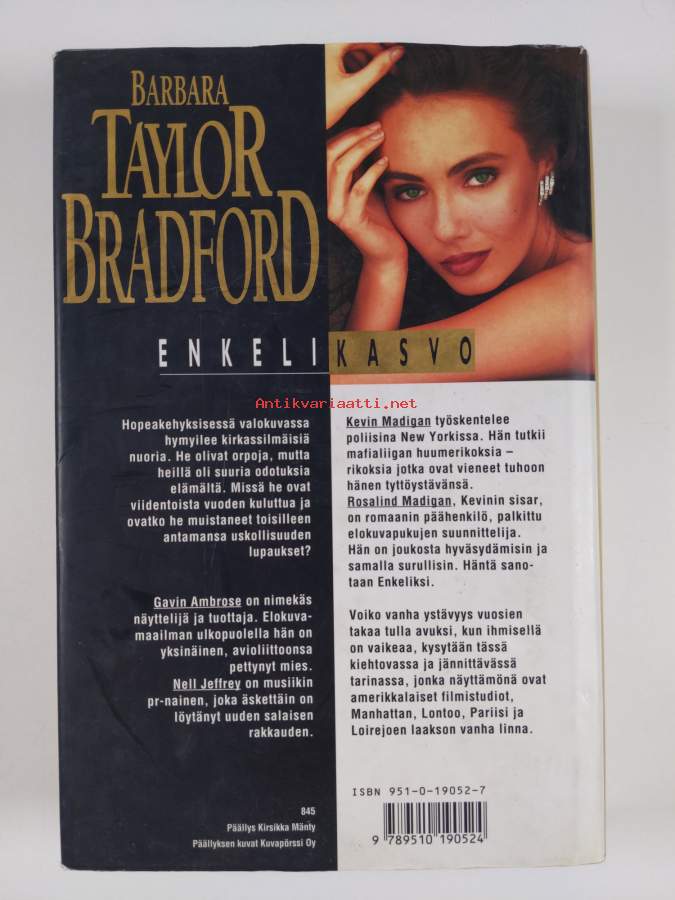 BARBARA
TAYLOR
BRADFORD
ENKELIKASVO
Antikvariaatti.net
Hopeakehyksisessä valokuvassa
hymyilee kirkassilmäisiä
nuoria. He olivat orpoja, mutta
heillä oli suuria odotuksia
elämältä. Missä he ovat
viidentoista vuoden kuluttua ja
ovatko he muistaneet toisilleen
antamansa uskollisuuden
lupaukset?
Gavin Ambrose on nimekäs
näyttelijä ja tuottaja. Elokuva-
maailman ulkopuolella hän on
yksinäinen, avioliittoonsa
pettynyt mies.
Nell Jeffrey on musiikin
pr-nainen, joka äskettäin on
löytänyt uuden salaisen
rakkauden.
845
Päällys Kirsikka Mänty
Päällyksen kuvat Kuvapörssi Oy
Kevin Madigan työskentelee
poliisina New Yorkissa. Hän tutkii
mafialiigan huumerikoksia –
rikoksia jotka ovat vieneet tuhoon
hänen tyttöystävänsä.
Rosalind Madigan, Kevinin sisar,
on romaanin päähenkilö, palkittu
elokuvapukujen suunnittelija.
Hän on joukosta hyväsydämisin ja
samalla surullisin. Häntä sano-
taan Enkeliksi.
Voiko vanha ystävyys vuosien
takaa tulla avuksi, kun ihmisellä
on vaikeaa, kysytään tässä
kiehtovassa ja jännittävässä
tarinassa, jonka näyttämönä ovat
amerikkalaiset filmistudiot,
Manhattan, Lontoo, Pariisi ja
Loirejoen laakson vanha linna.
ISBN 951-0-19052-7
9 789510 190524